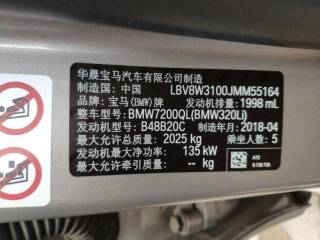 华晨宝马汽车有限公司制造
制造国：中国 LBV8W3100JMM55164
品牌：宝马(BMW)牌 发动机排量：1998 mL
整车型号：BMW7200QL(BMW320Li)
发动机型号：B48B20C 制造年月：2018-04
最大允许总质量：2025 kg 乘坐人数：5
发动机最大净功率：135 kW
最大允许牵引质量：-- kg
A12